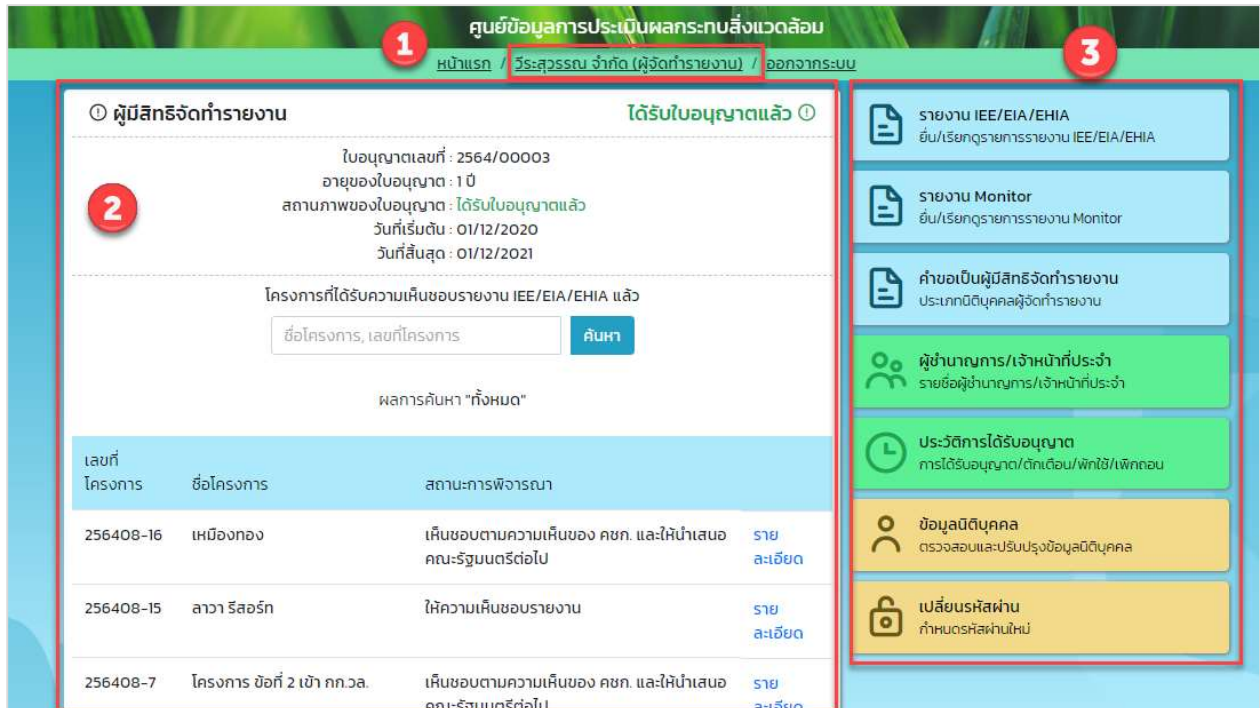 ศูนย์ข้อมูลการประเมินผลกระทบสิ่งแวดล้อม
1
หน้าแรก / วีระสุวรรณ จำกัด (ผู้จัดทำรายงาน) / ออกจากระบบ
3
ผู้มีสิทธิจัดทำรายงาน ได้รับใบอนุญาตแล้ว
ใบอนุญาตเลขที่ : 2564/00003
อายุของใบอนุญาต : 1 ปี
2
สถานภาพของใบอนุญาต : ได้รับใบอนุญาตแล้ว
วันที่เริ่มต้น : 01/12/2020
วันที่สิ้นสุด : 01/12/2021
โครงการที่ได้รับความเห็นชอบรายงาน IEE/EIA/EHIA แล้ว
ชื่อโครงการ, เลขที่โครงการ ค้นหา
ผลการค้นหา "ทั้งหมด"
เลขที่
โครงการ ชื่อโครงการ สถานะการพิจารณา
256408-16 เหมืองทอง เห็นชอบตามความเห็นของ คชก. และให้นำเสนอ ราย
คณะรัฐมนตรีต่อไป ละเอียด
256408-15 ลาวา รีสอร์ท ให้ความเห็นชอบรายงาน ราย
ละเอียด
256408-7 โครงการ ข้อที่ 2 เข้า กก.วล. เห็นชอบตามความเห็นของ คชก. และให้นำเสนอ ราย
คณะรัฐมนตรีต่อไป ละเอียด
รายงาน IEE/EIA/EHIA
ยื่น/เรียกดูรายการรายงาน IEE/EIA/EHIA
รายงาน Monitor
ยื่น/เรียกดูรายการรายงาน Monitor
คำขอเป็นผู้มีสิทธิจัดทำรายงาน
ประเภทนิติบุคคลผู้จัดทำรายงาน
ผู้ชำนาญการ/เจ้าหน้าที่ประจำ
รายชื่อผู้ชำนาญการ/เจ้าหน้าที่ประจำ
ประวัติการได้รับอนุญาต
การได้รับอนุญาต/ตักเตือน/พักใช้/เพิกถอน
ข้อมูลนิติบุคคล
ตรวจสอบและปรับปรุงข้อมูลนิติบุคคล
เปลี่ยนรหัสผ่าน
กำหนดรหัสผ่านใหม่